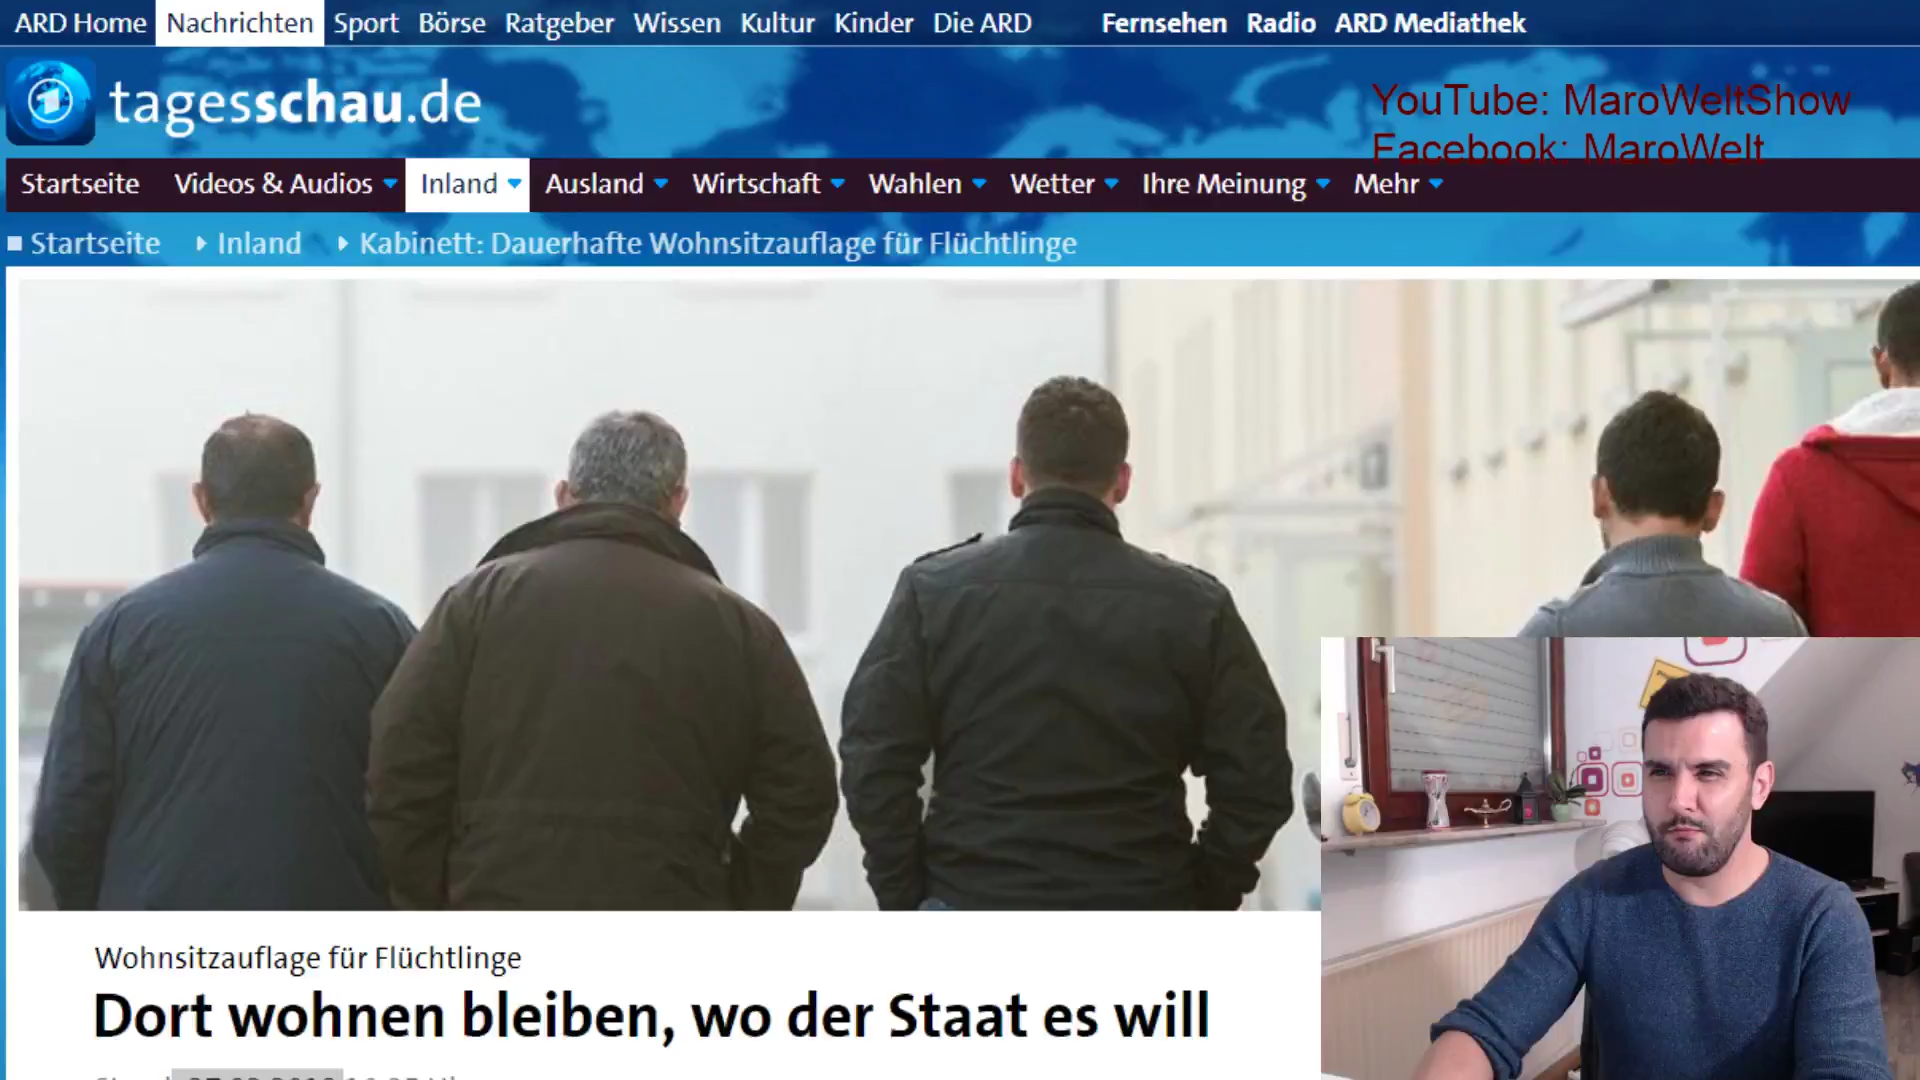 ARD Home Nachrichten Sport Börse Ratgeber Wissen Kultur Kinder Die ARD Fernsehen Radio ARD Mediathek
tagesschau.de
YouTube: MaroWeltShow
Facebook: MaroWelt
Startseite Videos & Audios Inland Ausland Wirtschaft Wahlen Wetter Ihre Meinung Mehr
Startseite Inland Kabinett: Dauerhafte Wohnsitzauflage für Flüchtlinge
Wohnsitzauflage für Flüchtlinge
Dort wohnen bleiben, wo der Staat es will